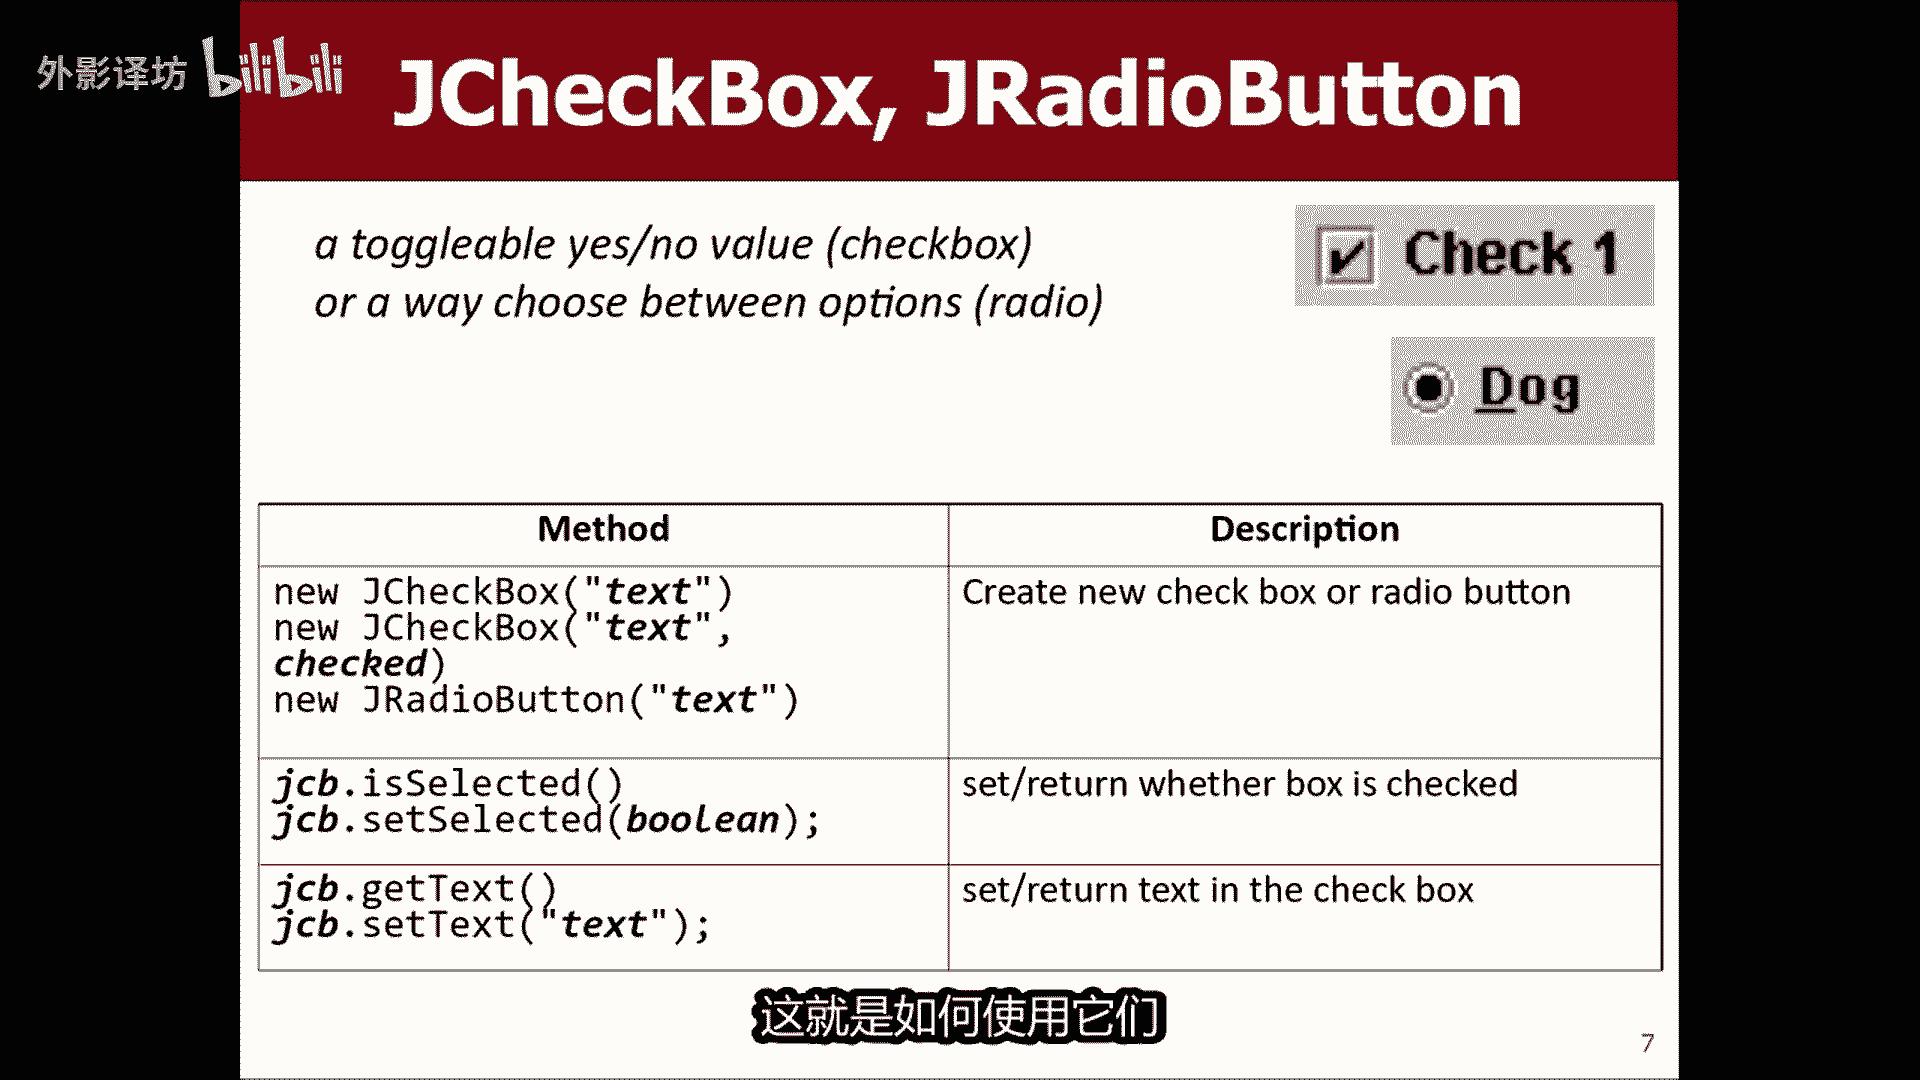 外影译坊 bilibili
JCheckBox, JRadioButton
a toggleable yes/no value (checkbox)
or a way choose between options (radio)
Check 1
Dog
Method Description
new JCheckBox("text") Create new check box or radio button
new JCheckBox("text",
checked)
new JRadioButton("text")
jcb.isSelected() set/return whether box is checked
jcb.setSelected(boolean);
jcb.getText() set/return text in the check box
jcb.setText("text");
这就是如何使用它们
7